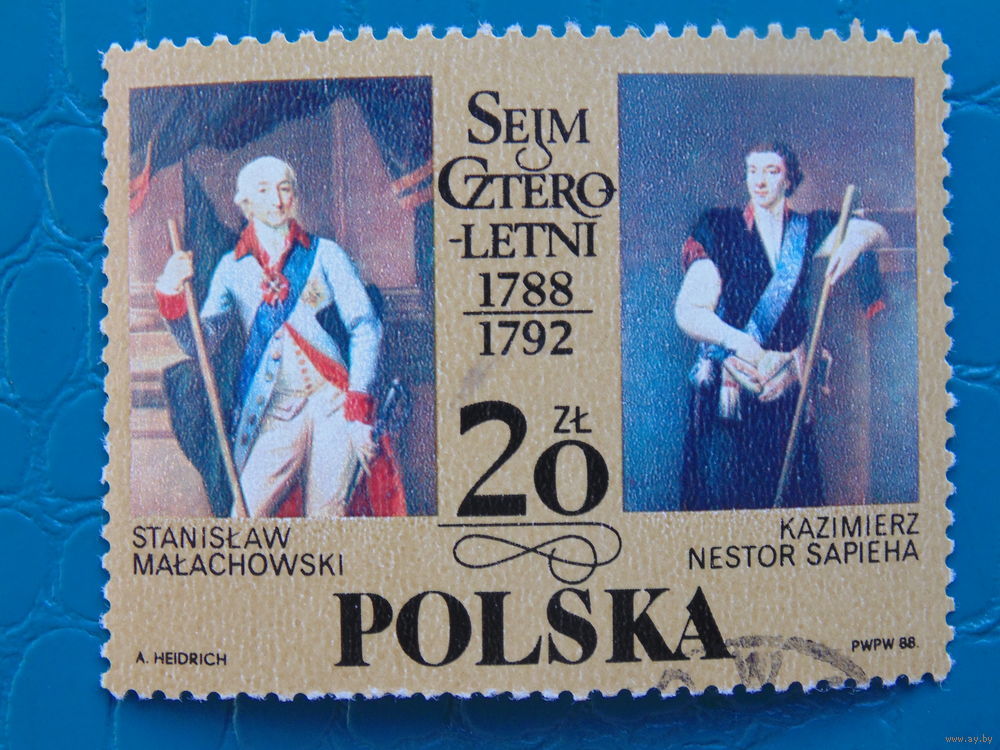 SEJM
CZTERO-
-LETNI
1788
1792
20 ZŁ
STANISŁAW
MAŁACHOWSKI
KAZIMIERZ
NESTOR SAPIEHA
POLSKA
A. HEIDRICH
PWPW 88.
www.ay.by